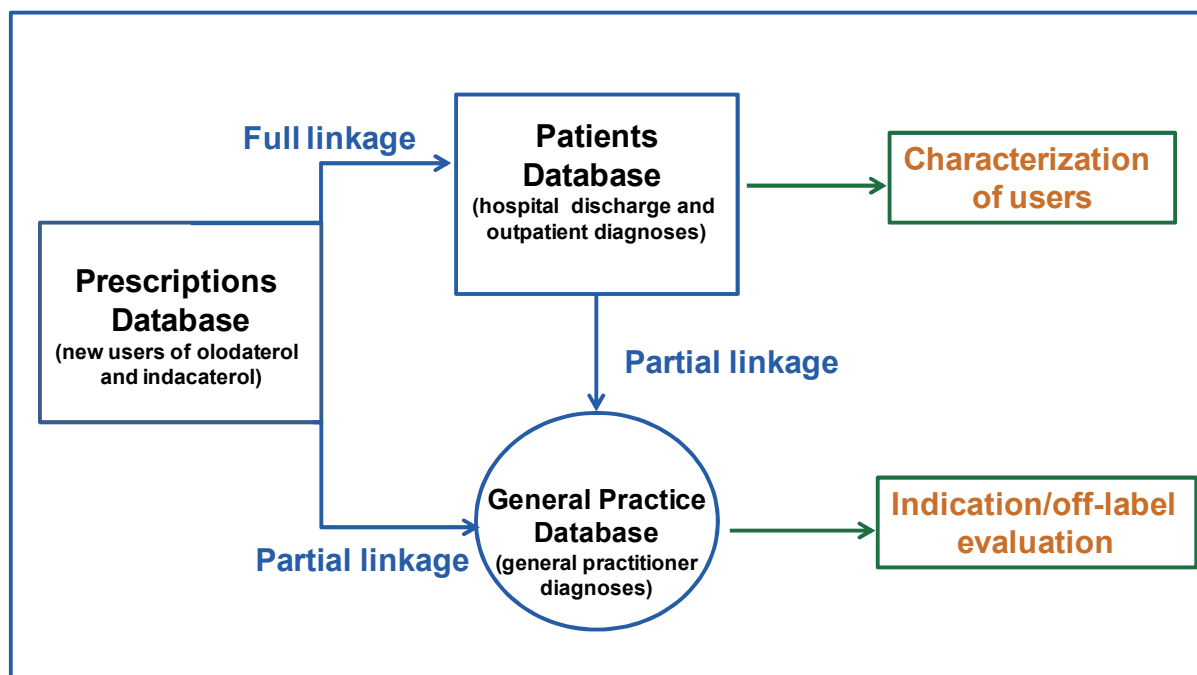 Full linkage
Patients
Database
(hospital discharge and
outpatient diagnoses)
Characterization
of users
Prescriptions
Database
(new users of olodaterol
and indacaterol)
Partial linkage
General Practice
Database
(general practitioner
diagnoses)
Partial linkage
Indication/off-label
evaluation